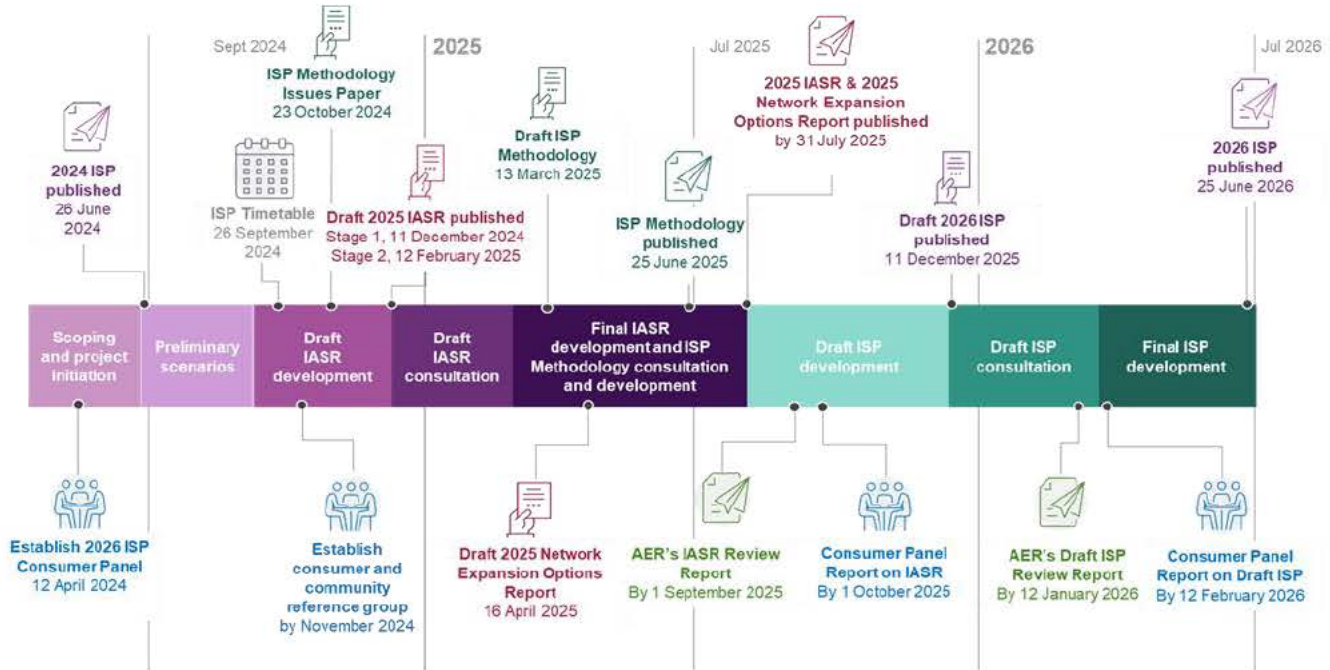 Sept 2024
2025
Jul 2025
2026
Jul 2026
2024 ISP
published
26 June
2024
ISP Timetable
26 September
2024
ISP Methodology
Issues Paper
23 October 2024
Draft 2025 IASR published
Stage 1, 11 December 2024
Stage 2, 12 February 2025
Draft ISP
Methodology
13 March 2025
ISP Methodology
published
25 June 2025
2025 IASR & 2025
Network Expansion
Options Report published
by 31 July 2025
Draft 2026 ISP
published
11 December 2025
2026 ISP
published
25 June 2026
Scoping
and project
initiation
Preliminary
scenarios
Draft
IASR
development
Draft
IASR
consultation
Final IASR
development and ISP
Methodology consultation
and development
Draft ISP
development
Draft ISP
consultation
Final ISP
development
Establish 2026 ISP
Consumer Panel
12 April 2024
Establish
consumer and
community
reference group
by November 2024
Draft 2025 Network
Expansion Options
Report
16 April 2025
AER's IASR Review
Report
By 1 September 2025
Consumer Panel
Report on IASR
By 1 October 2025
AER's Draft ISP
Review Report
By 12 January 2026
Consumer Panel
Report on Draft ISP
By 12 February 2026